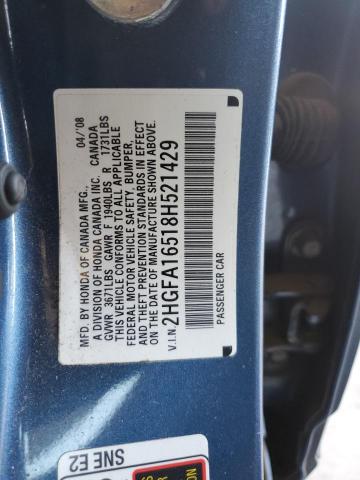 MFG. BY HONDA OF CANADA MFG., 04/'08
A DIVISION OF HONDA CANADA INC., CANADA
GVWR 3671LBS GAWR F 1940LBS R 1731LBS
THIS VEHICLE CONFORMS TO ALL APPLICABLE
FEDERAL MOTOR VEHICLE SAFETY, BUMPER,
AND THEFT PREVENTION STANDARDS IN EFFECT
ON THE DATE OF MANUFACTURE SHOWN ABOVE.
V.I.N. 2HGFA16518H521429
PASSENGER CAR
SNE E2